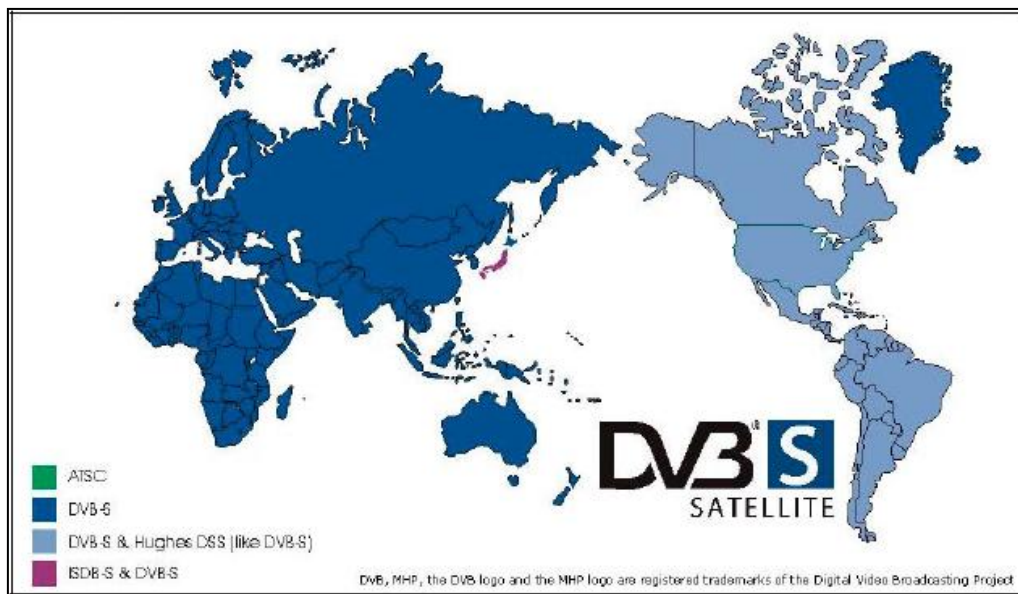 DVB® S
SATELLITE
ATSC
DVB-S
DVB-S & Hughes DSS (like DVB-S)
ISDB-S & DVB-S
DVB, MHP, the DVB logo and the MHP logo are registered trademarks of the Digital Video Broadcasting Project